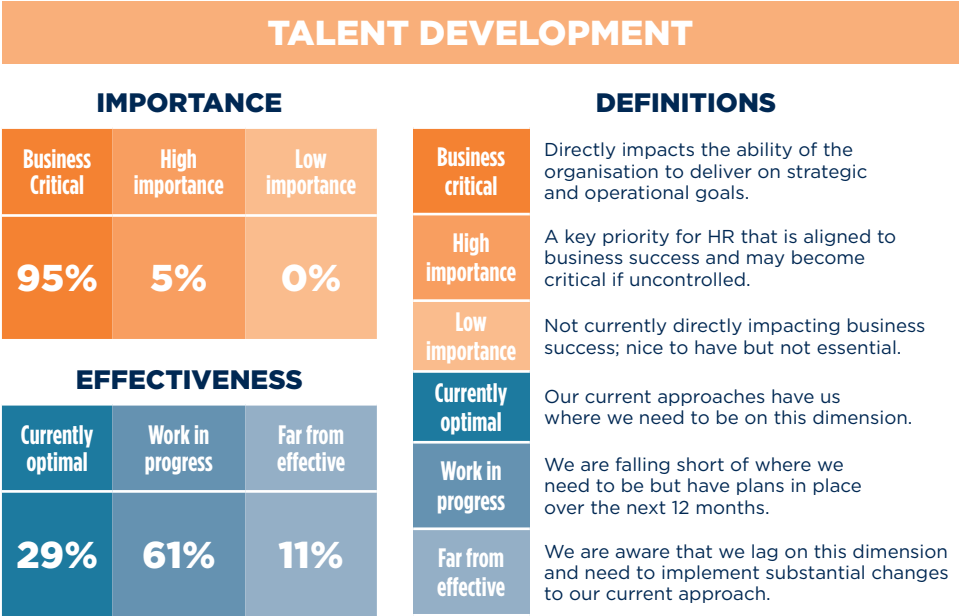 TALENT DEVELOPMENT
IMPORTANCE
Business
Critical
High
importance
Low
importance
95%
5%
0%
EFFECTIVENESS
Currently
optimal
Work in
progress
Far from
effective
29%
61%
11%
DEFINITIONS
Business
critical
Directly impacts the ability of the
organisation to deliver on strategic
and operational goals.
High
importance
A key priority for HR that is aligned to
business success and may become
critical if uncontrolled.
Low
importance
Not currently directly impacting business
success; nice to have but not essential.
Currently
optimal
Our current approaches have us
where we need to be on this dimension.
Work in
progress
We are falling short of where we
need to be but have plans in place
over the next 12 months.
Far from
effective
We are aware that we lag on this dimension
and need to implement substantial changes
to our current approach.